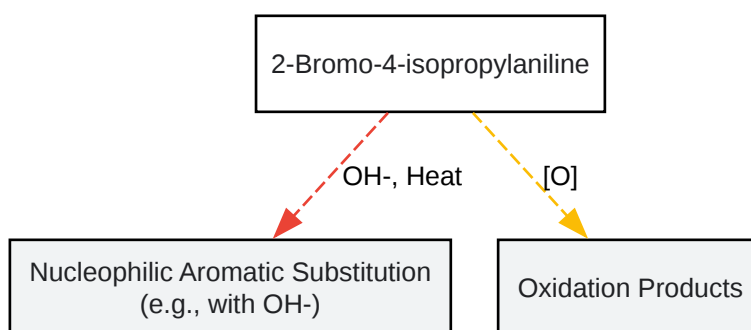 2-Bromo-4-isopropylaniline
OH-, Heat
[O]
Nucleophilic Aromatic Substitution
(e.g., with OH-)
Oxidation Products